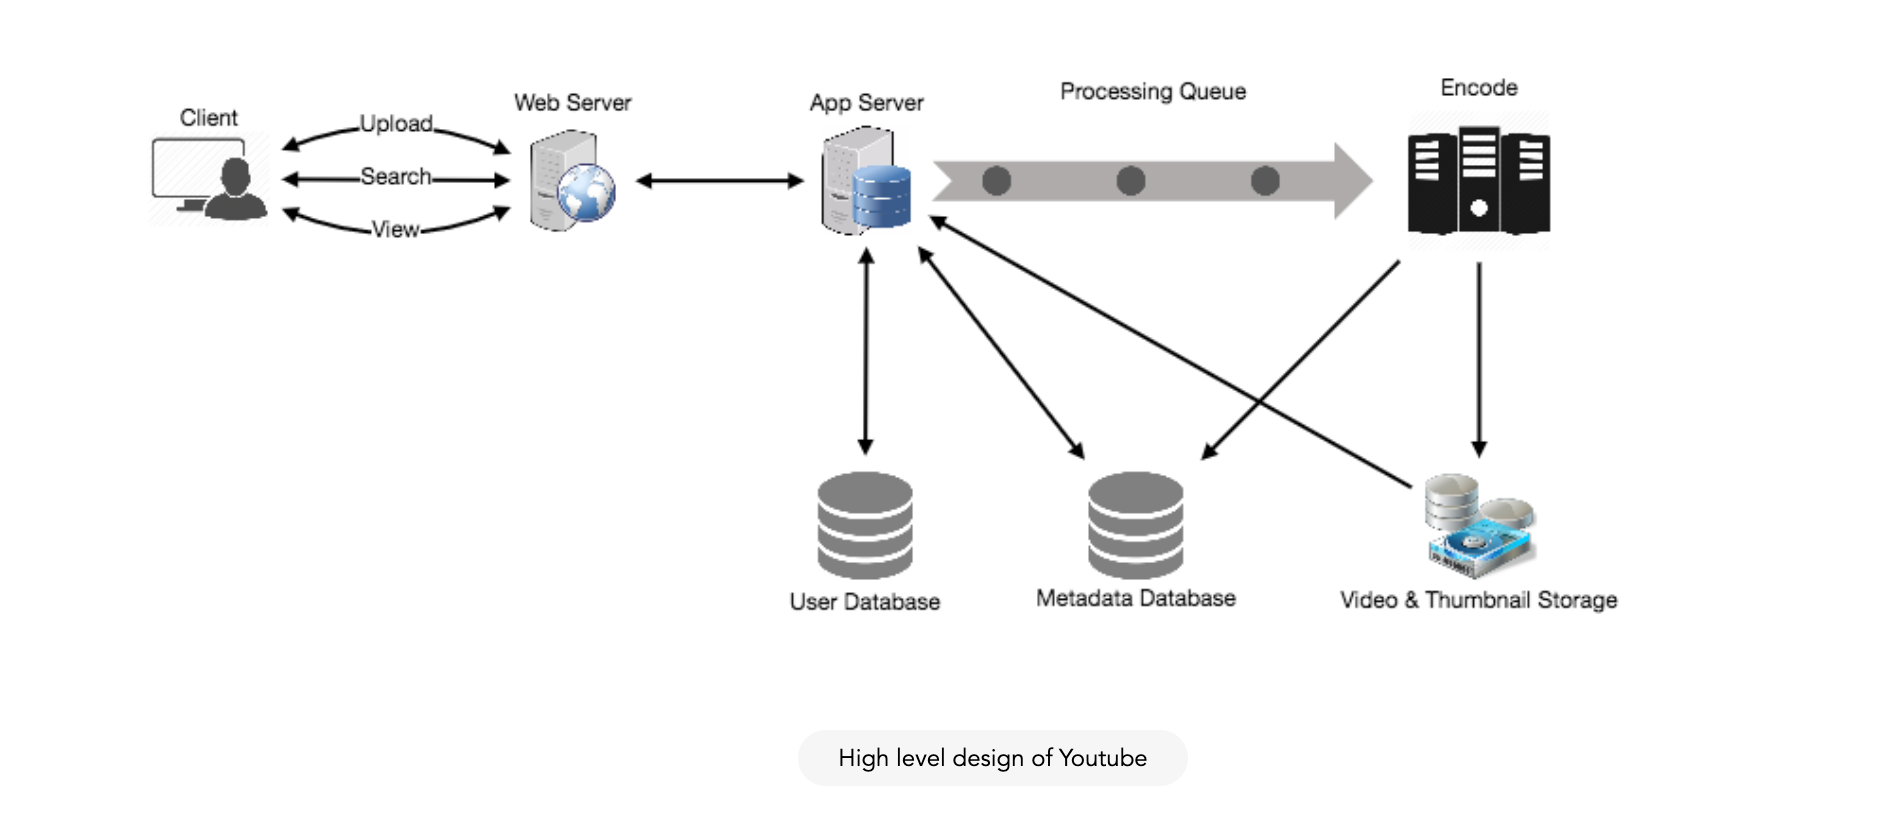 Client
Upload
Search
View
Web Server
App Server
Processing Queue
Encode
User Database
Metadada Database
Video & Thumbnail Storage
High level design of Youtube